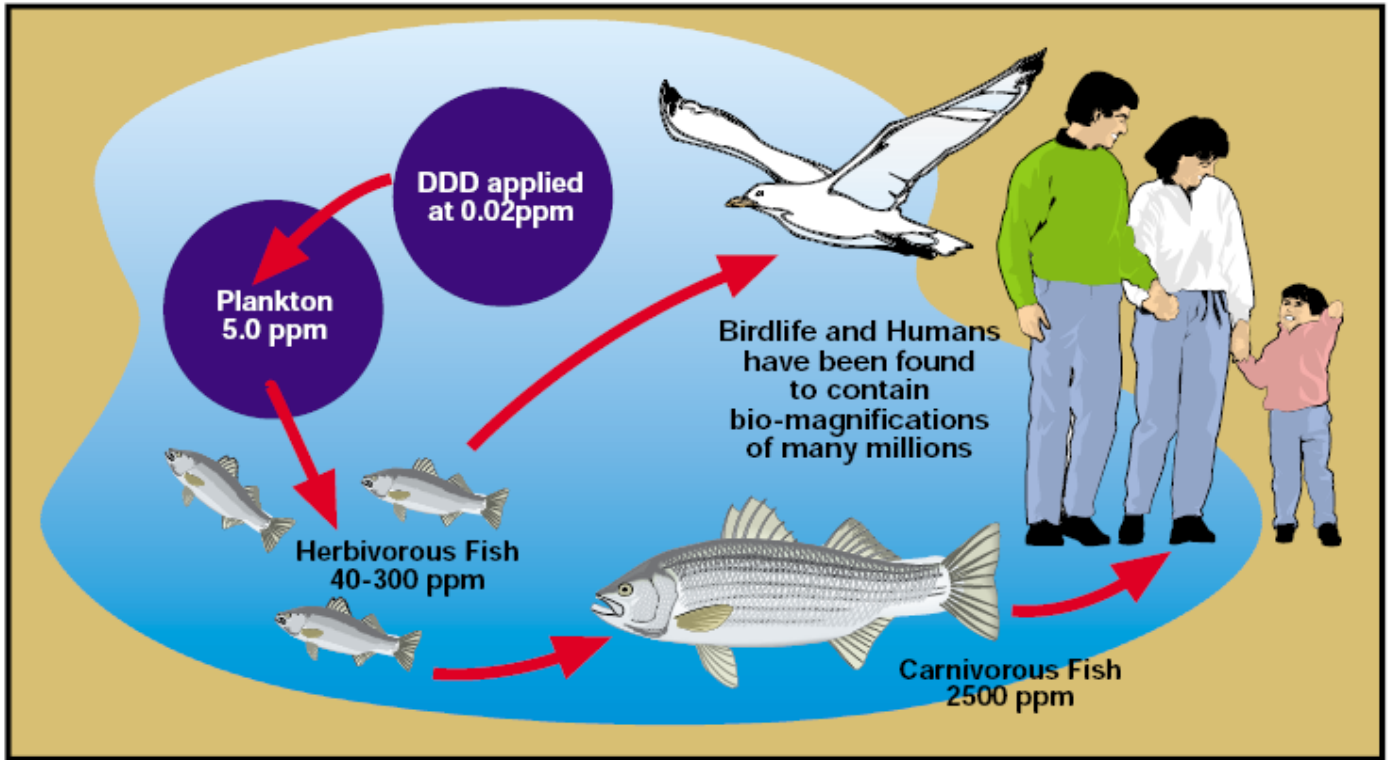 DDD applied
at 0.02ppm
Plankton
5.0 ppm
Birdlife and Humans
have been found
to contain
bio-magnifications
of many millions
Herbivorous Fish
40-300 ppm
Carnivorous Fish
2500 ppm